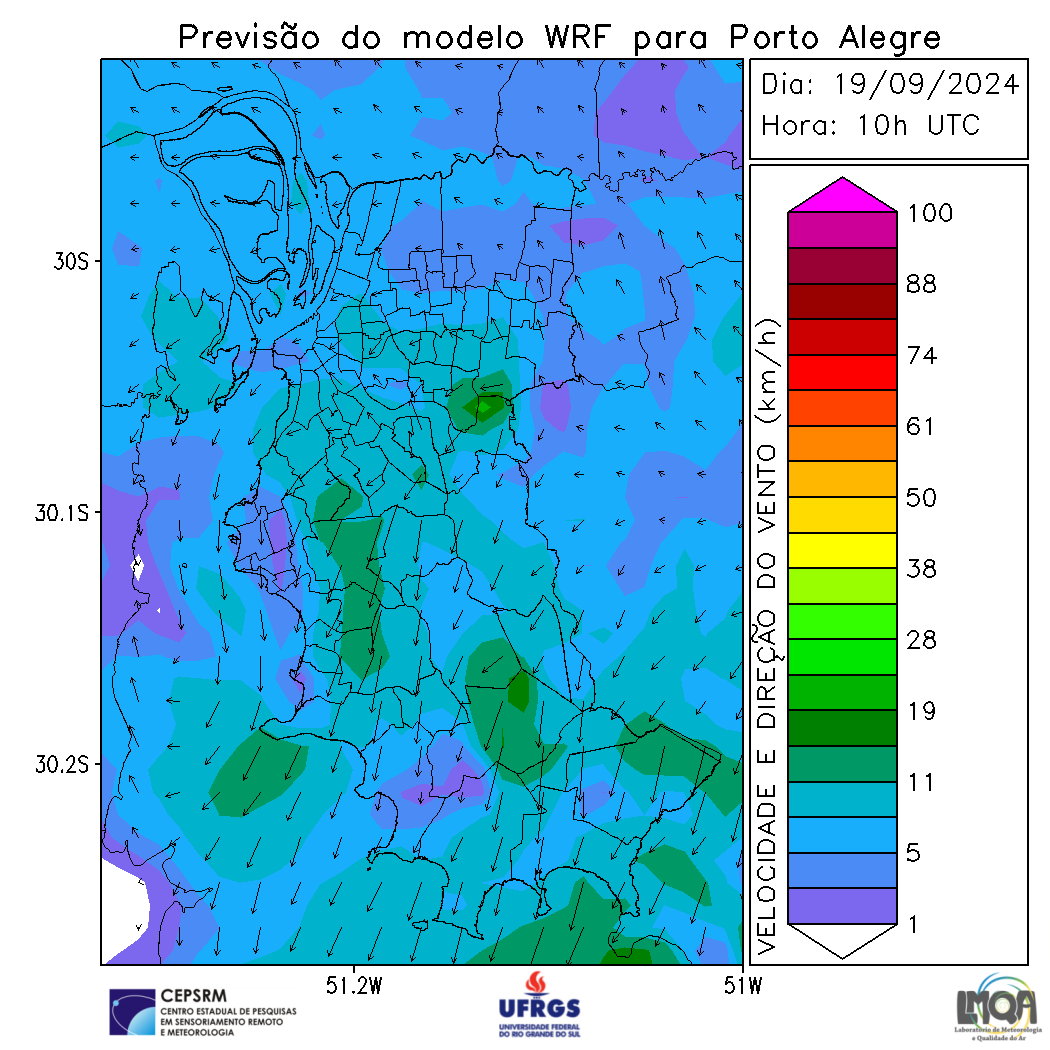 Previsão do modelo WRF para Porto Alegre
Dia: 19/09/2024
Hora: 10h UTC
30S
30.1S
30.2S
51.2W
51W
VELOCIDADE E DIREÇÃO DO VENTO (km/h)
100
88
74
61
50
38
28
19
11
5
1
CEPSRM
CENTRO ESTADUAL DE PESQUISAS
EM SENSORIAMENTO REMOTO
E METEOROLOGIA
UFRGS
UNIVERSIDADE FEDERAL
DO RIO GRANDE DO SUL
LMQA
Laboratório de Meteorologia
e Qualidade do Ar